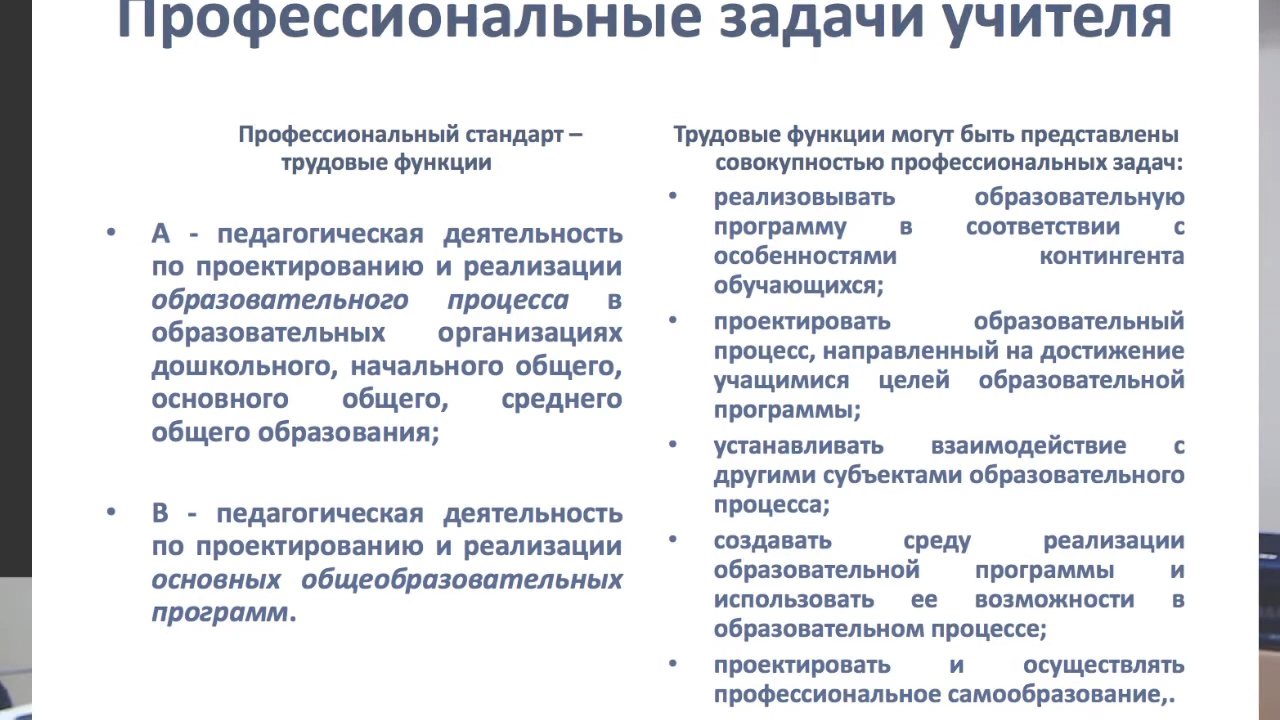 Профессиональные задачи учителя
Профессиональный стандарт –
трудовые функции
• А - педагогическая деятельность
по проектированию и реализации
образовательного процесса в
образовательных организациях
дошкольного, начального общего,
основного общего, среднего
общего образования;
• В - педагогическая деятельность
по проектированию и реализации
основных общеобразовательных
программ.
Трудовые функции могут быть представлены
совокупностью профессиональных задач:
• реализовывать образовательную
программу в соответствии с
особенностями контингента
обучающихся;
• проектировать образовательный
процесс, направленный на достижение
учащимися целей образовательной
программы;
• устанавливать взаимодействие с
другими субъектами образовательного
процесса;
• создавать среду реализации
образовательной программы и
использовать ее возможности в
образовательном процессе;
• проектировать и осуществлять
профессиональное самообразование,.